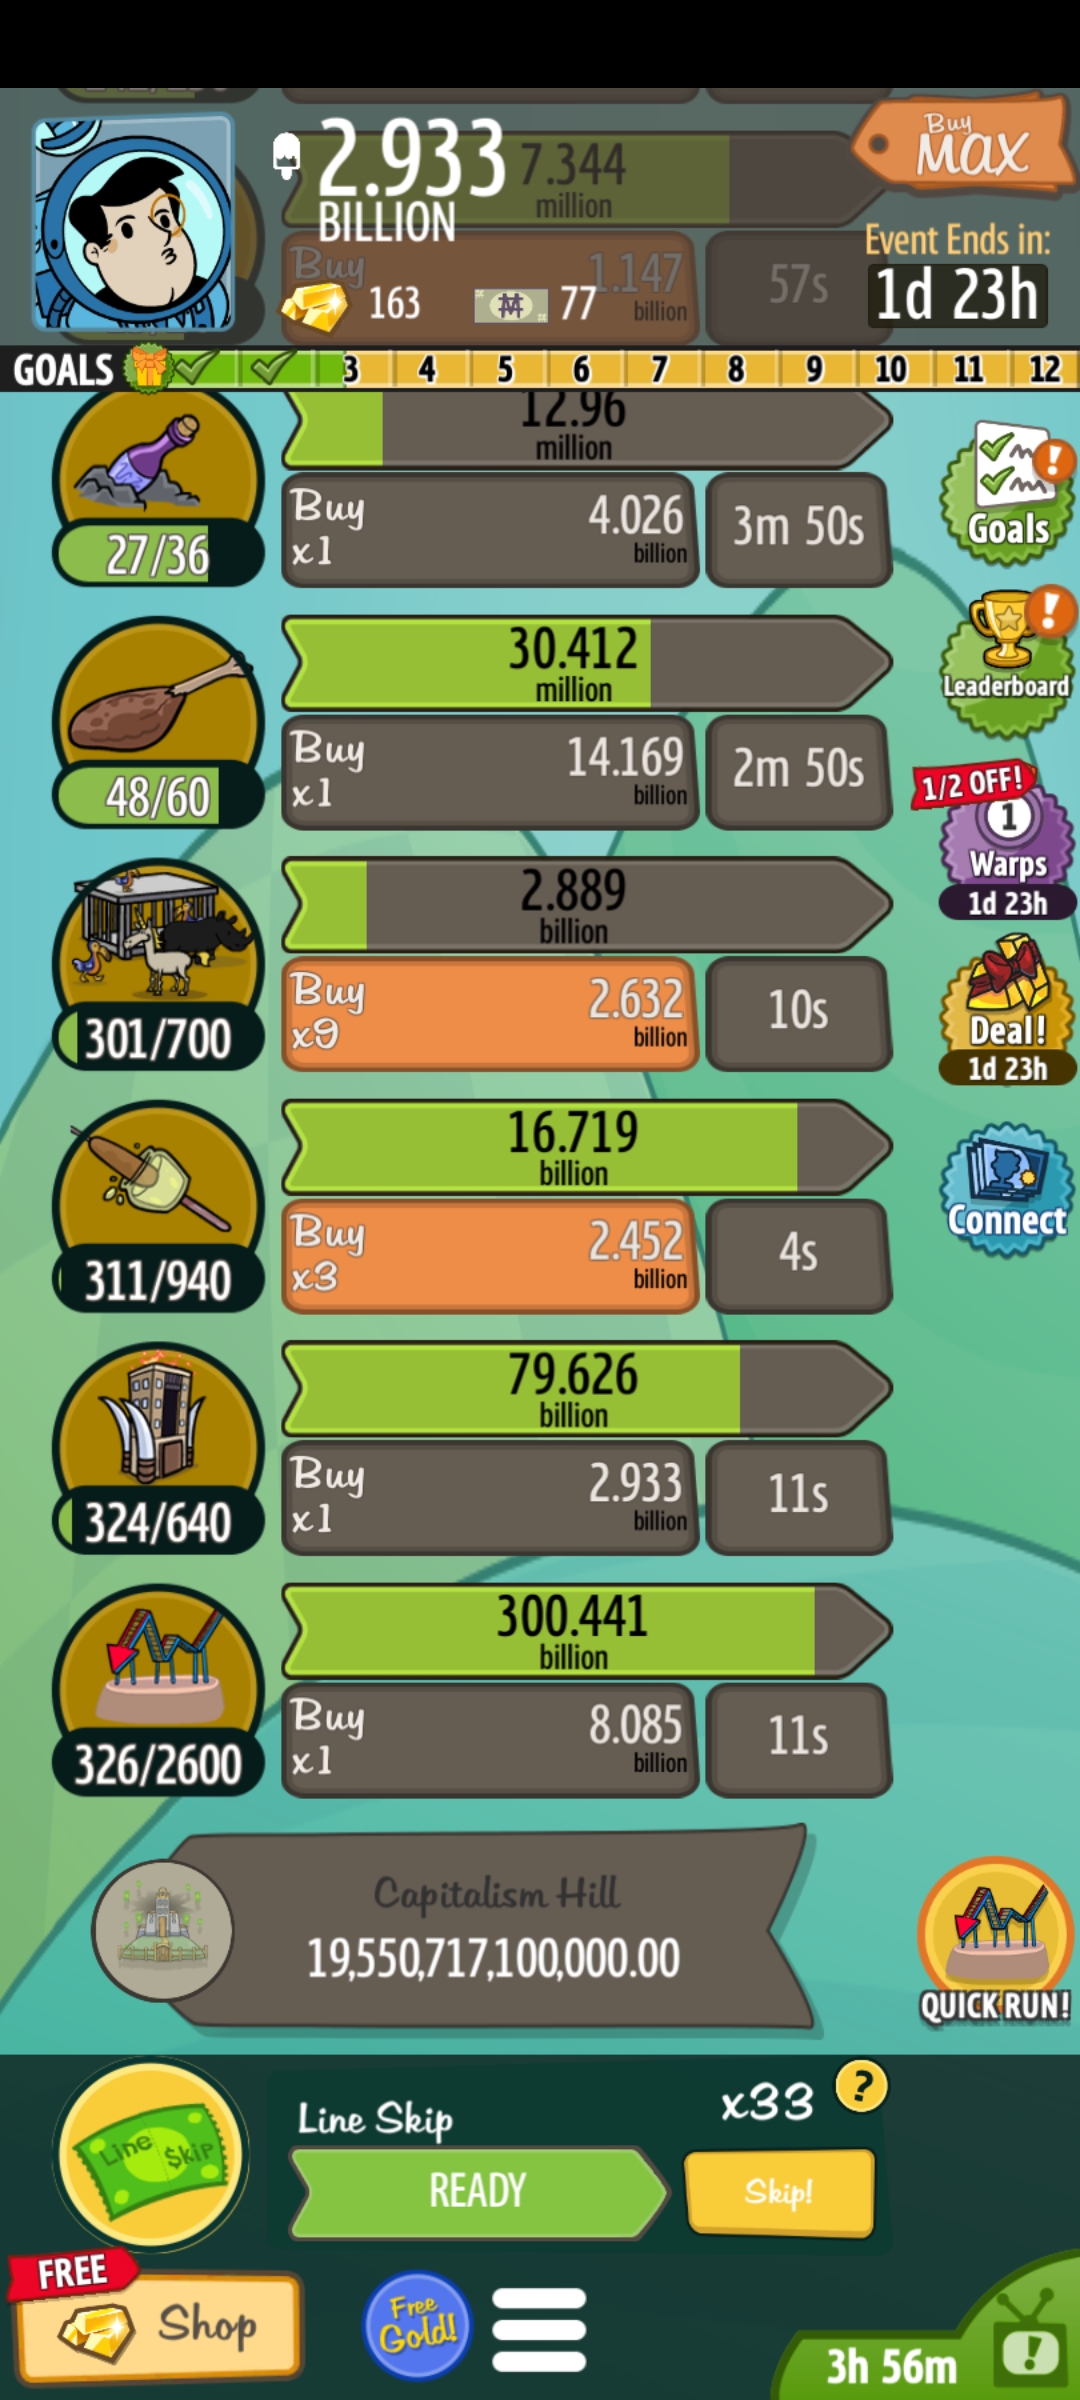 2.933
7.344
BILLION
million
Buy
MAX
Buy
1.147
billion
57s
163
77
Event Ends in:
1d 23h
GOALS
3
4
5
6
7
8
9
10
11
12
12.96
million
27/36
Buy
x1
4.026
billion
3m 50s
Goals
30.412
million
48/60
Buy
x1
14.169
billion
2m 50s
Leaderboard
1/2 OFF!
1
Warps
1d 23h
2.889
billion
301/700
Buy
x9
2.632
billion
10s
Deal!
1d 23h
16.719
billion
311/940
Buy
x3
2.452
billion
4s
Connect
79.626
billion
324/640
Buy
x1
2.933
billion
11s
300.441
billion
326/2600
Buy
x1
8.085
billion
11s
Capitalism Hill
19,550,717,100,000.00
QUICK RUN!
Line $kip
Line Skip
x33
?
READY
Skip!
FREE
Shop
Free
Gold!
3h 56m